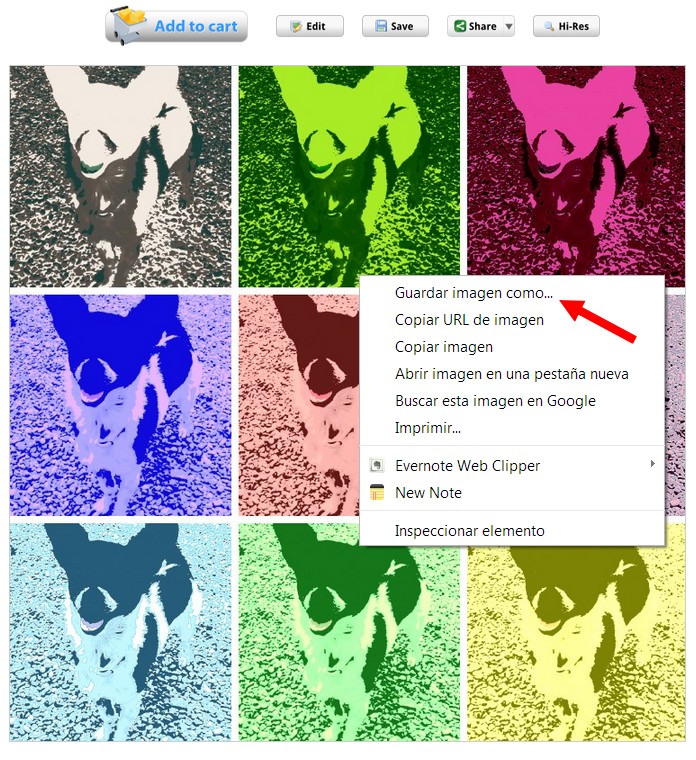 Add to cart
Edit
Save
Share
Hi-Res
Guardar imagen como...
Copiar URL de imagen
Copiar imagen
Abrir imagen en una pestaña nueva
Buscar esta imagen en Google
Imprimir...
Evernote Web Clipper
New Note
Inspeccionar elemento